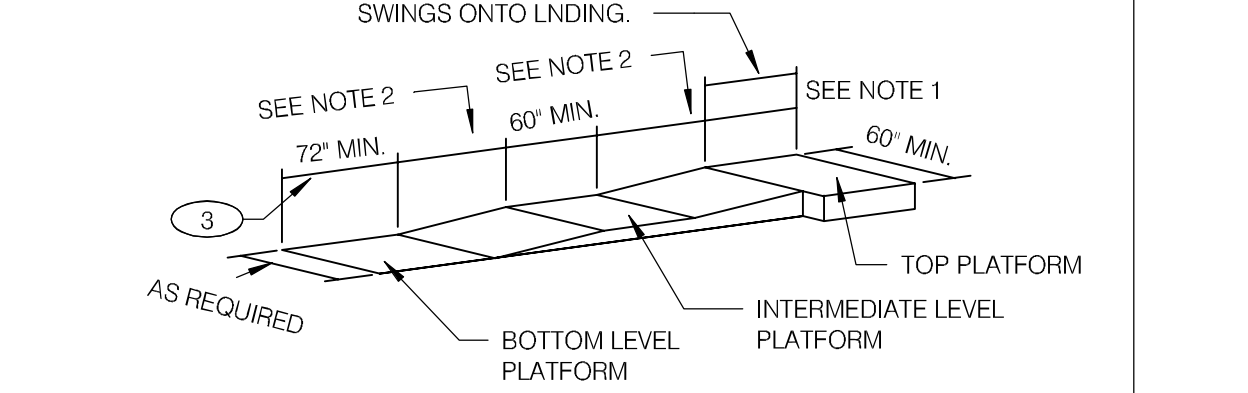 SWINGS ONTO LNDING.
SEE NOTE 2
SEE NOTE 2
SEE NOTE 1
60" MIN.
72" MIN.
60" MIN.
3
AS REQUIRED
TOP PLATFORM
INTERMEDIATE LEVEL
PLATFORM
BOTTOM LEVEL
PLATFORM